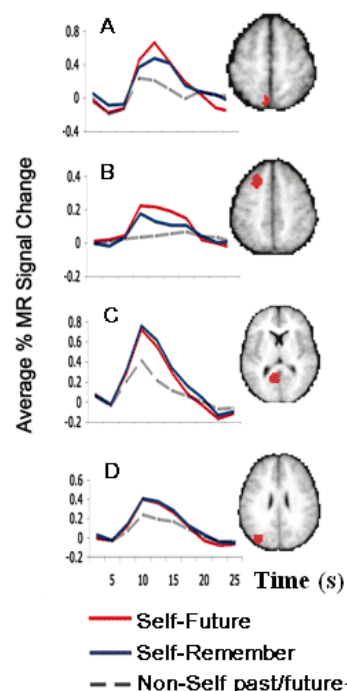 A
0.8
0.4
0
-0.4
B
0.4
0.2
0
-0.2
Average % MR Signal Change
C
0.8
0.6
0.4
0.2
0
-0.2
D
0.6
0.4
0.2
0
-0.2
5 10 15 20 25 Time (s)
Self-Future
Self-Remember
Non-Self past/future